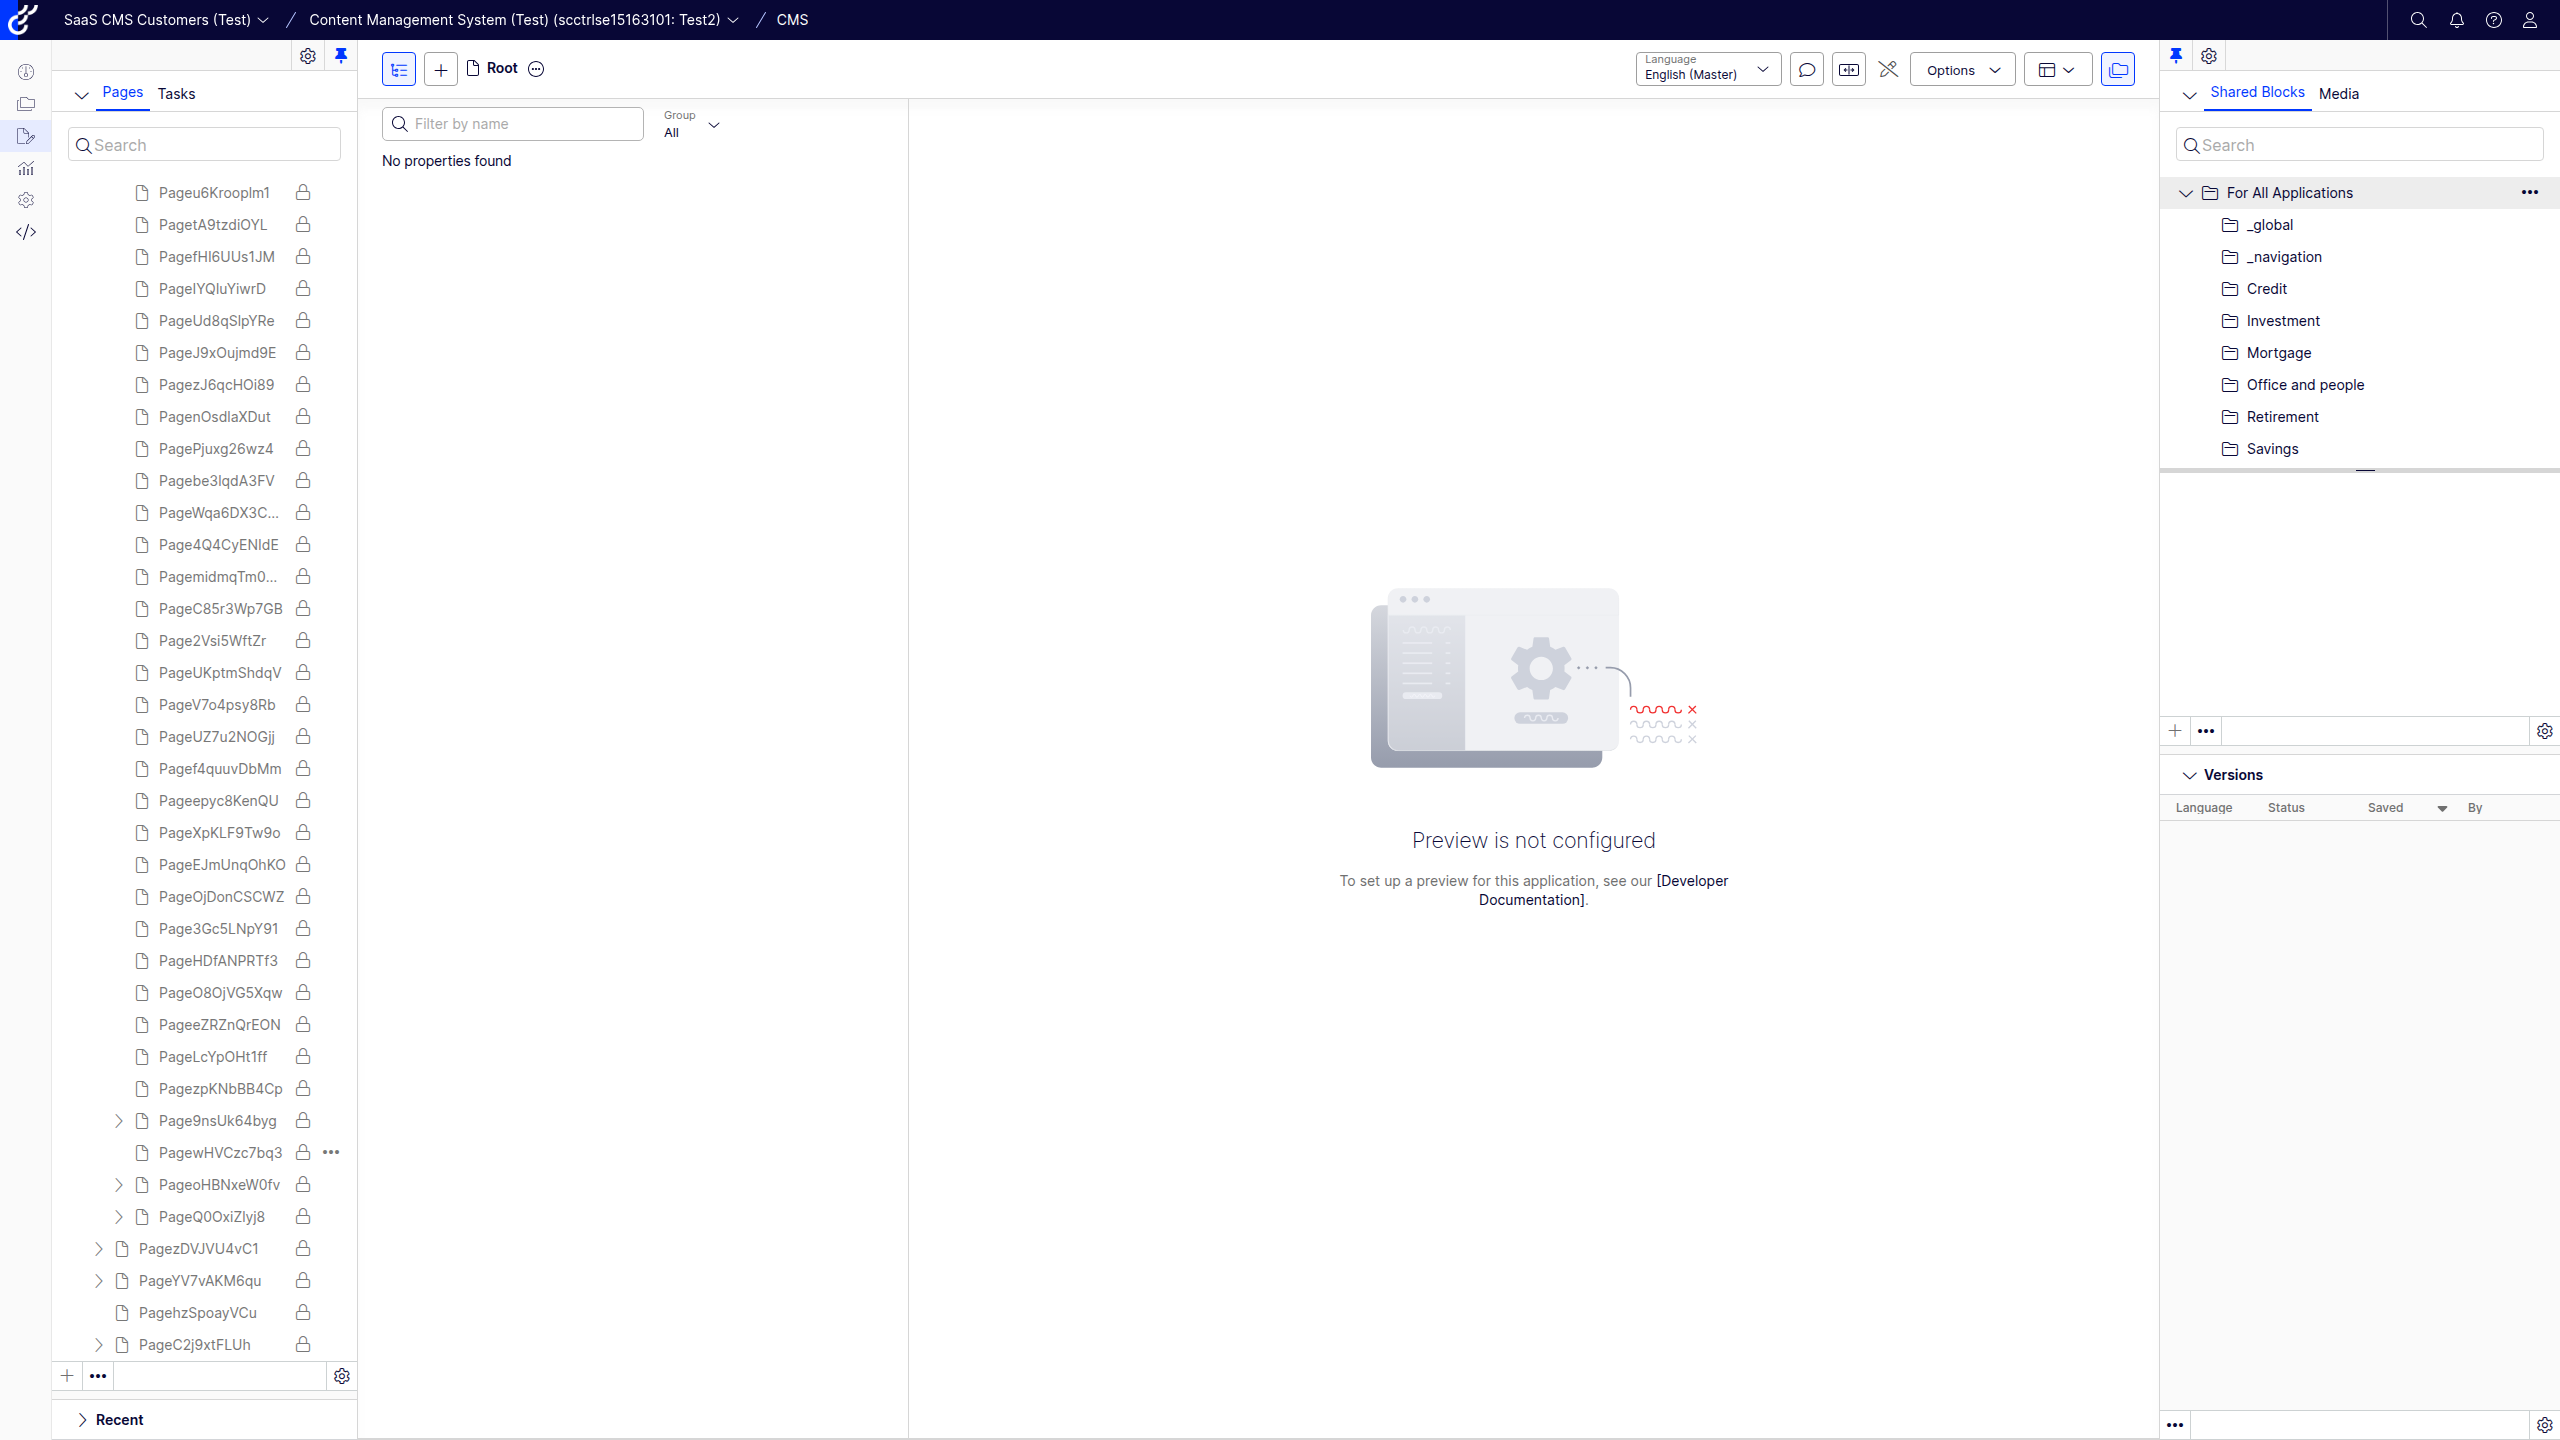 SaaS CMS Customers (Test) / Content Management System (Test) (scctrlse15163101: Test2) / CMS
Pages Tasks
Search
Pageu6Krooplm1
PagetA9tzdiOYL
PagefHI6UUs1JM
PageIYQluYiwrD
PageUd8qSlpYRe
PageJ9xOujmd9E
PagezJ6qcHOi89
PagenOsdlaXDut
PagePjuxg26wz4
Pagebe3lqdA3FV
PageWqa6DX3C...
Page4Q4CyENldE
PagemidmqTm0...
PageC85r3Wp7GB
Page2Vsi5WftZr
PageUKptmShdqV
PageV7o4psy8Rb
PageUZ7u2NOGjj
Pagef4quuvDbMm
Pageepyc8KenQU
PageXpKLF9Tw9o
PageEJmUnqOhKO
PageOjDonCSCWZ
Page3Gc5LNpY91
PageHDfANPRTf3
PageO8OjVG5Xqw
PageeZRZnQrEON
PageLcYpOHt1ff
PagezpKNbBB4Cp
Page9nsUk64byg
PagewHVCzc7bq3
PageoHBNxeW0fv
PageQ0OxiZlyj8
PagezDVJVU4vC1
PageYV7vAKM6qu
PagehzSpoayVCu
PageC2j9xtFLUh
Recent
Root
Language
English (Master)
Options
Filter by name
Group
All
No properties found
Preview is not configured
To set up a preview for this application, see our [Developer
Documentation].
Shared Blocks Media
Search
For All Applications
_global
_navigation
Credit
Investment
Mortgage
Office and people
Retirement
Savings
Versions
Language Status Saved By